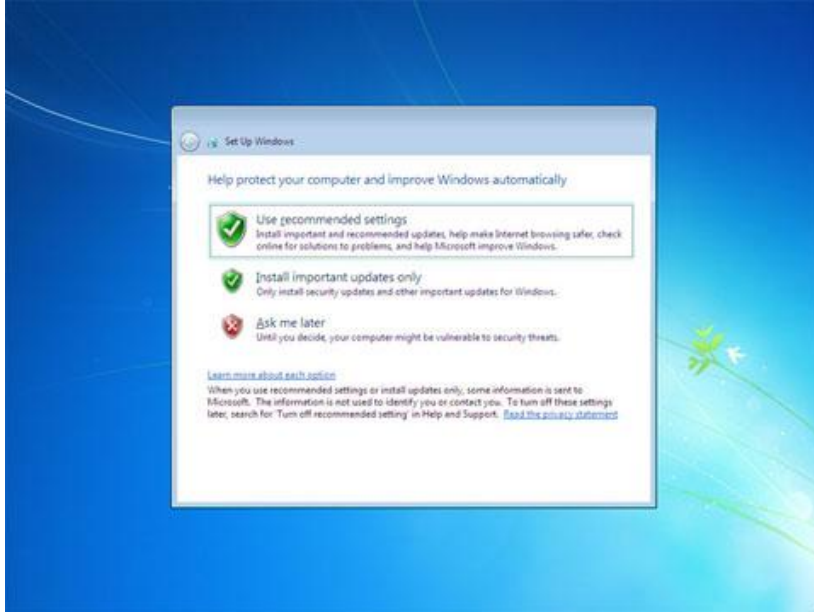 Set Up Windows
Help protect your computer and improve Windows automatically
Use recommended settings
Install important and recommended updates, help make Internet browsing safer, check
online for solutions to problems, and help Microsoft improve Windows.
Install important updates only
Only install security updates and other important updates for Windows.
Ask me later
Until you decide, your computer might be vulnerable to security threats.
Learn more about each option
When you use recommended settings or install updates only, some information is sent to
Microsoft. The information is not used to identify you or contact you. To turn off these settings
later, search for 'Turn off recommended setting' in Help and Support. Read the privacy statement